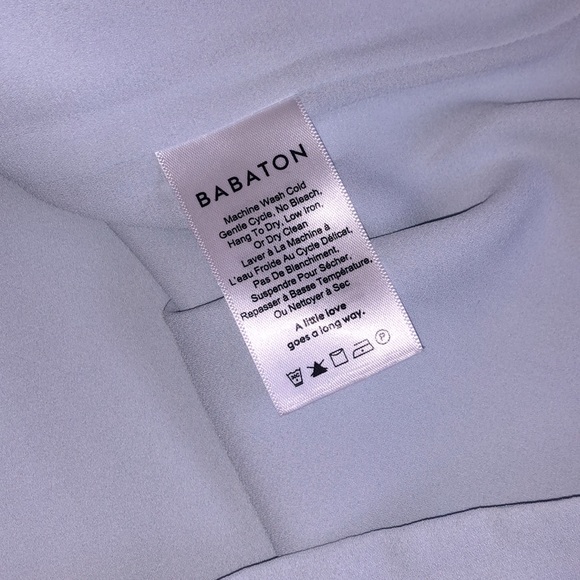 BABATON
Machine Wash Cold
Gentle Cycle, No Bleach,
Hang To Dry, Low Iron,
Or Dry Clean
Laver à La Machine à
L'eau Froide Au Cycle Délicat,
Pas De Blanchiment,
Suspendre Pour Sécher,
Repasser à Basse Température,
Ou Nettoyer à Sec
A little love
goes a long way.
P